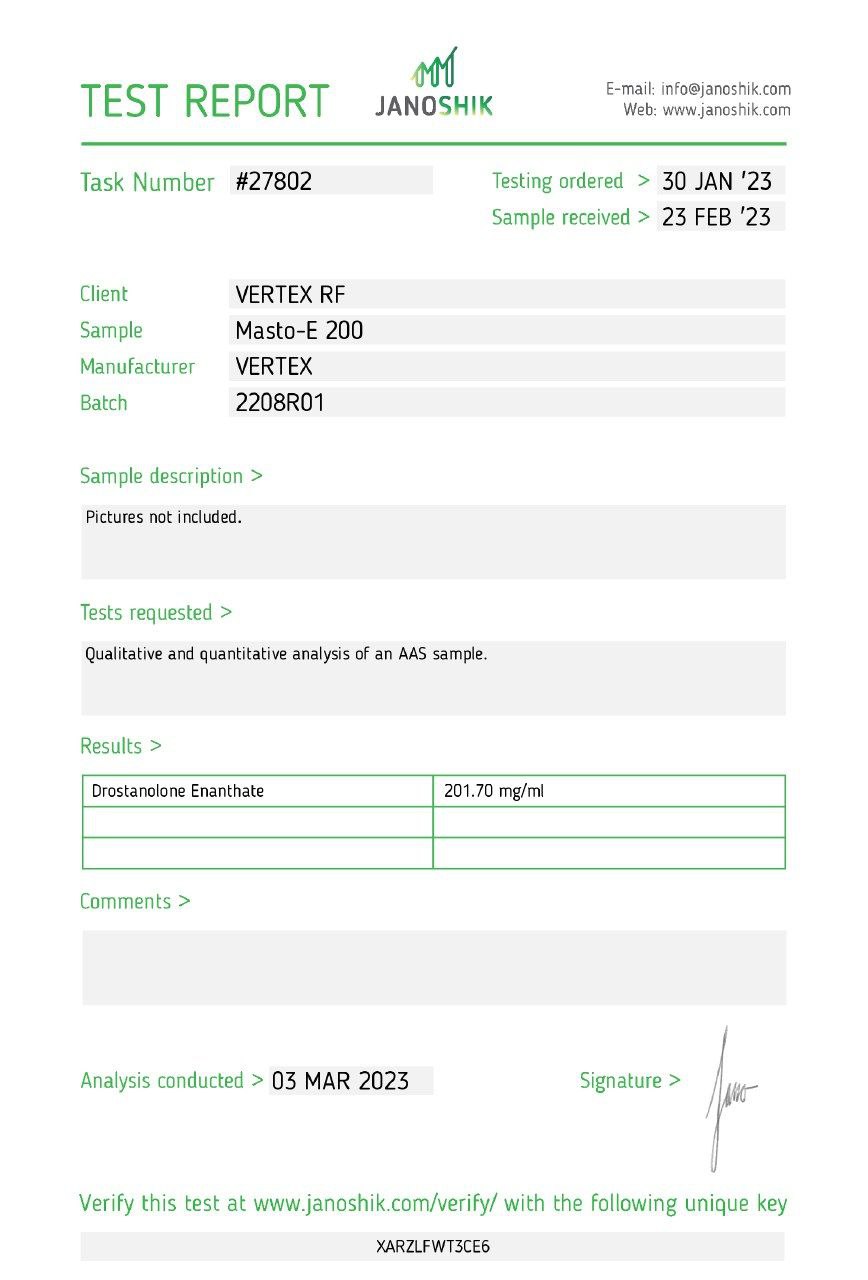 TEST REPORT
JANOSHIK
E-mail: info@janoshik.com
Web: www.janoshik.com
Task Number #27802
Testing ordered > 30 JAN '23
Sample received > 23 FEB '23
Client VERTEX RF
Sample Masto-E 200
Manufacturer VERTEX
Batch 2208R01
Sample description >
Pictures not included.
Tests requested >
Qualitative and quantitative analysis of an AAS sample.
Results >
Drostanolone Enanthate 201.70 mg/ml
Comments >
Analysis conducted > 03 MAR 2023
Signature > Jano
Verify this test at www.janoshik.com/verify/ with the following unique key
XARZLFWT3CE6